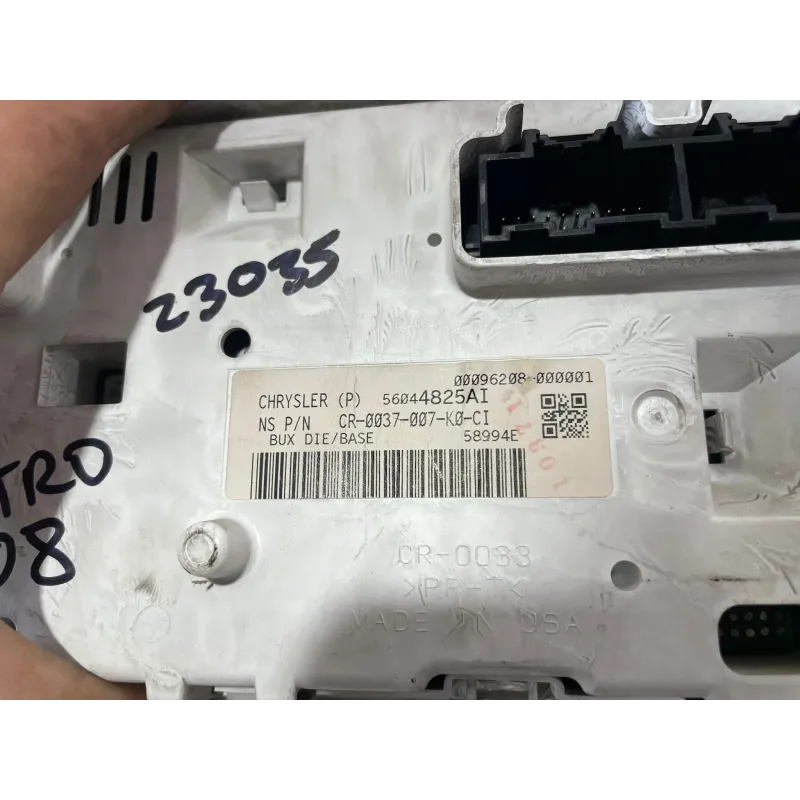 23035
00096208-000001
CHRYSLER (P) 56044825AI
NS P/N CR-0037-007-K0-CI
BUX DIE/BASE 58994E
TRO
08
CR-0033
MADE IN USA